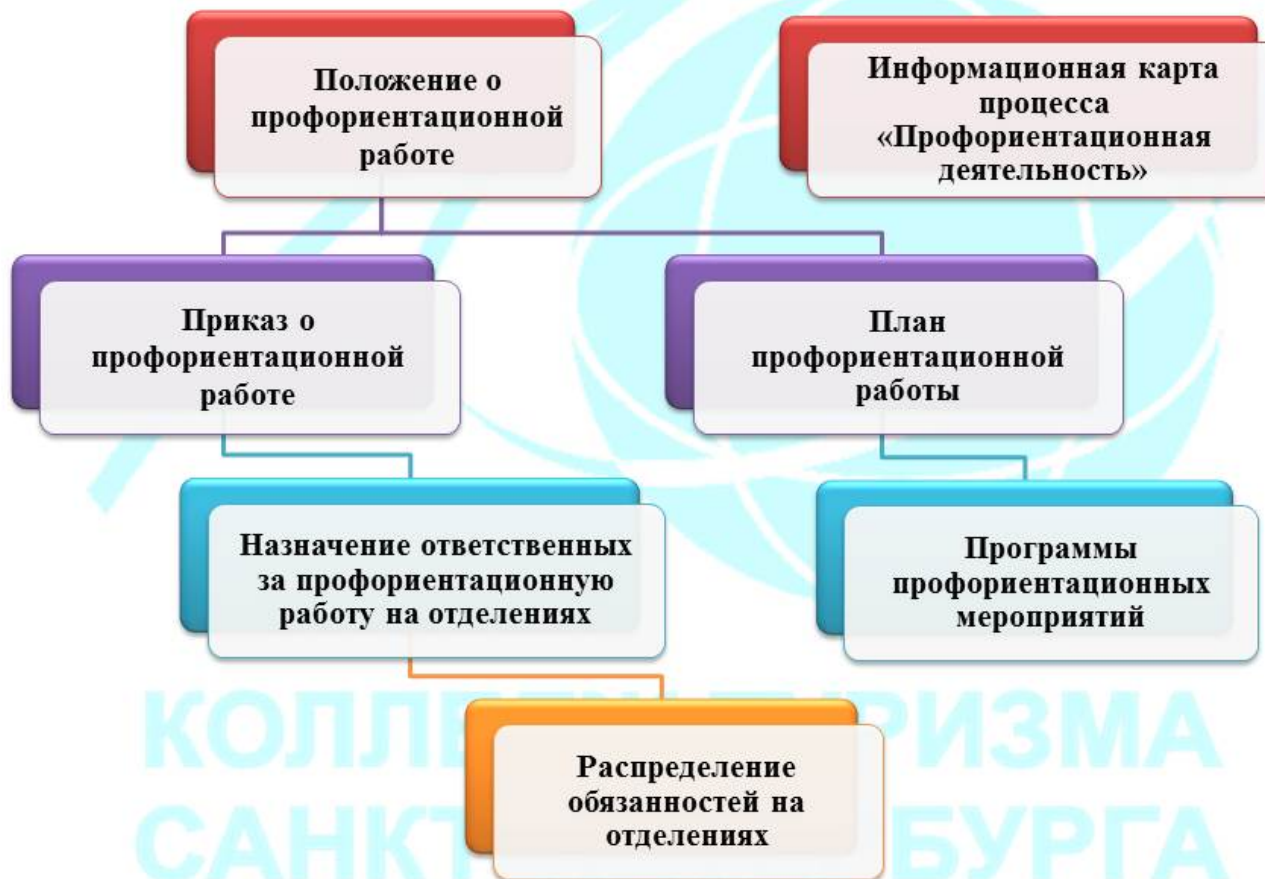 Положение о
профориентационной
работе
Информационная карта
процесса
«Профориентационная
деятельность»
Приказ о
профориентационной
работе
План
профориентационной
работы
Назначение ответственных
за профориентационную
работу на отделениях
Программы
профориентационных
мероприятий
Распределение
обязанностей на
отделениях